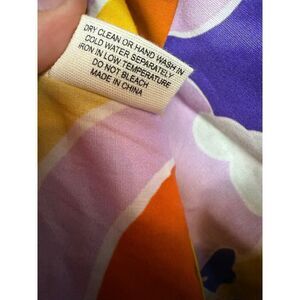 DRY CLEAN OR HAND WASH IN
COLD WATER SEPARATELY
IRON IN LOW TEMPERATURE
DO NOT BLEACH
MADE IN CHINA